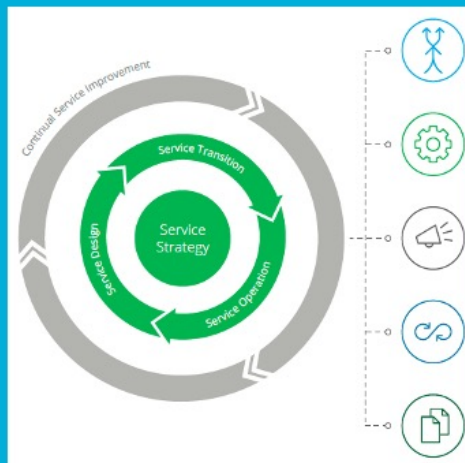 Continual Service Improvement
Service Transition
Service
Strategy
Service Design
Service Operation